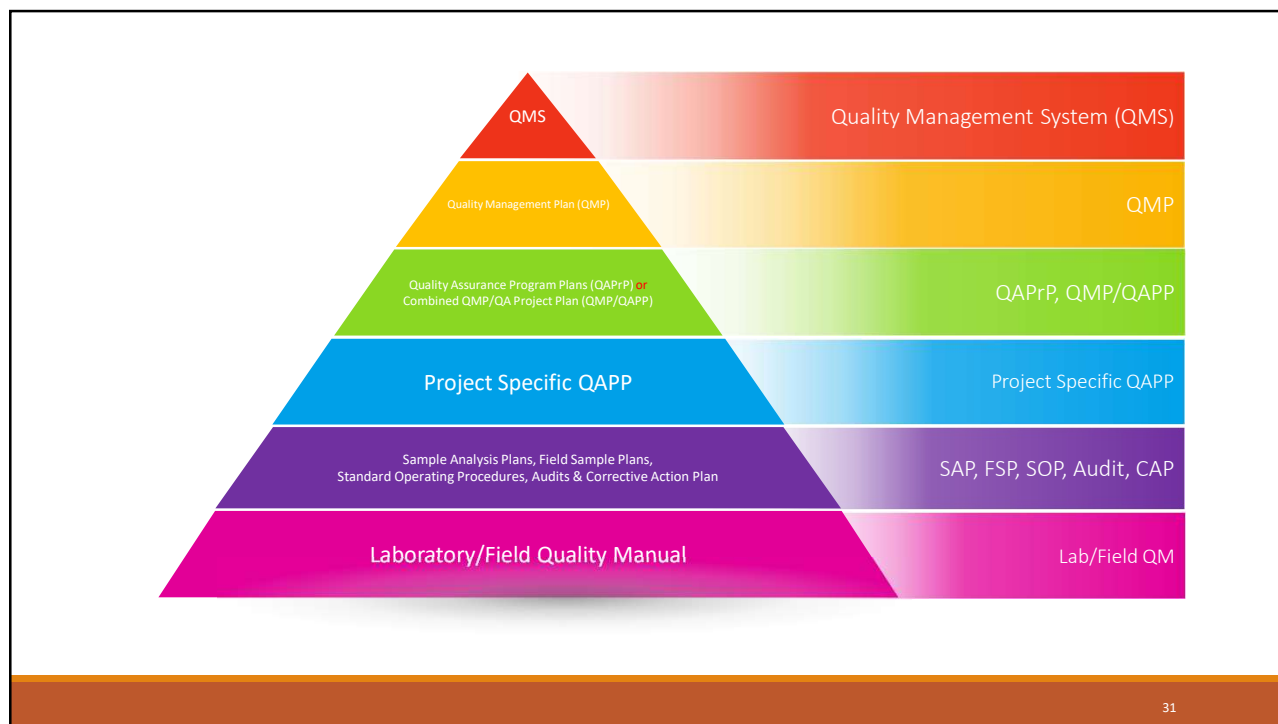 QMS
Quality Management System (QMS)
Quality Management Plan (QMP)
QMP
Quality Assurance Program Plans (QAPrP) or
Combined QMP/QA Project Plan (QMP/QAPP)
QAPrP, QMP/QAPP
Project Specific QAPP
Project Specific QAPP
Sample Analysis Plans, Field Sample Plans,
Standard Operating Procedures, Audits & Corrective Action Plan
SAP, FSP, SOP, Audit, CAP
Laboratory/Field Quality Manual
Lab/Field QM
31